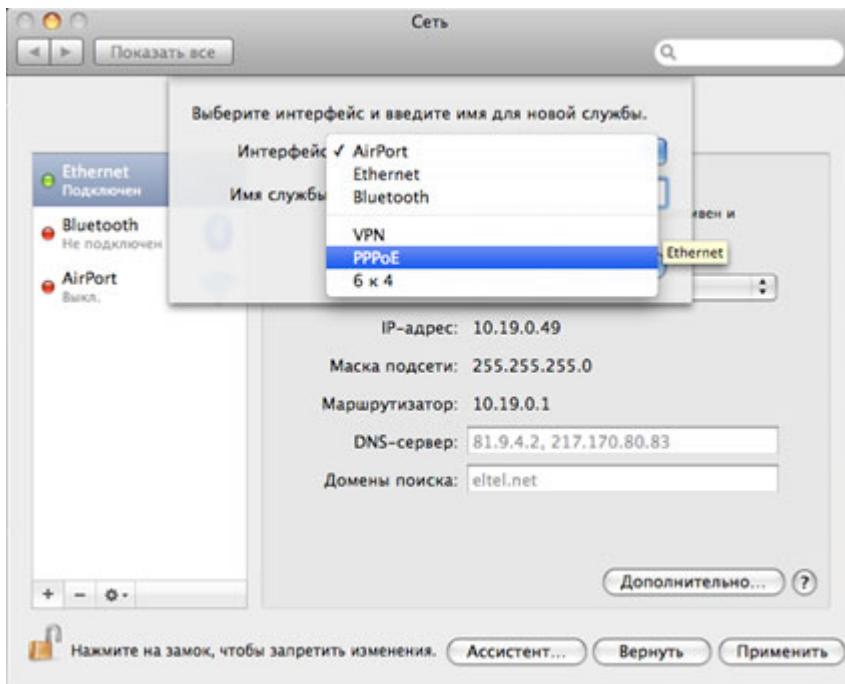 Сеть
Показать все
Выберите интерфейс и введите имя для новой службы.
Интерфейс ✓ AirPort
Ethernet
Bluetooth
VPN
PPPoE
6 к 4
Имя службы
Ethernet
Ethernet
Подключен
Bluetooth
Не подключен
AirPort
Выкл.
IP-адрес: 10.19.0.49
Маска подсети: 255.255.255.0
Маршрутизатор: 10.19.0.1
DNS-сервер: 81.9.4.2, 217.170.80.83
Домены поиска: eltel.net
Дополнительно... ?
+ −
Нажмите на замок, чтобы запретить изменения. Ассистент... Вернуть Применить